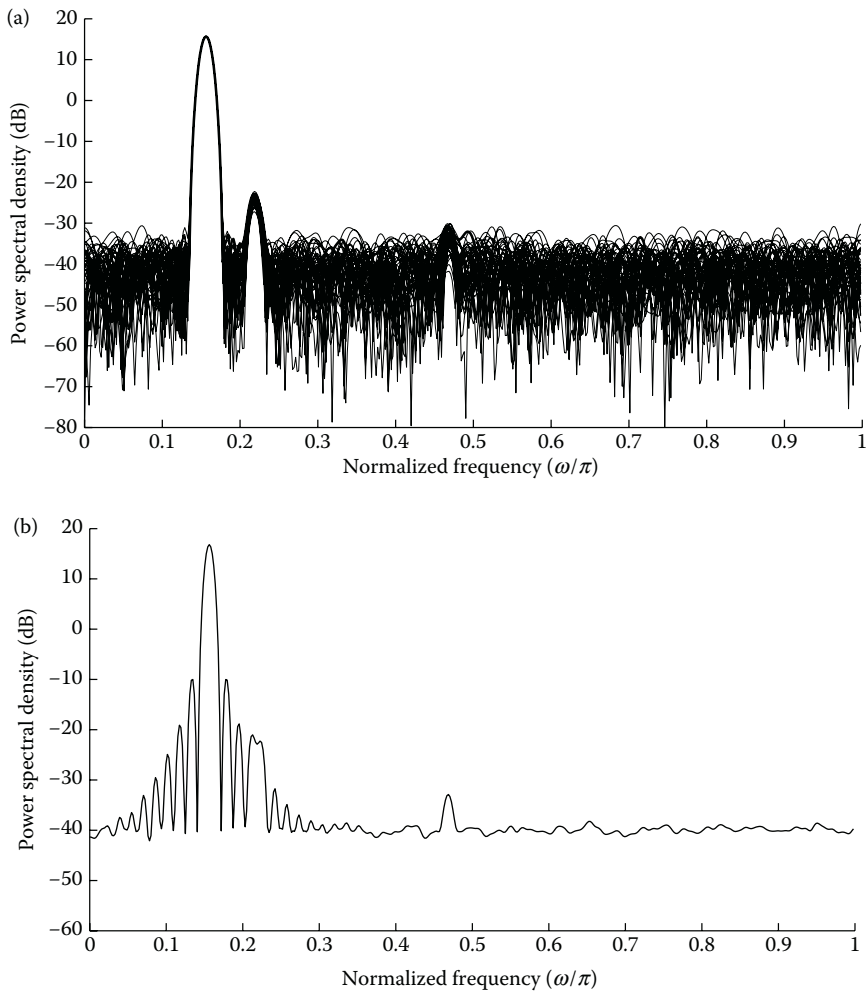 (a)
20
10
0
−10
−20
−30
−40
−50
−60
−70
−80
Power spectral density (dB)
0 0.1 0.2 0.3 0.4 0.5 0.6 0.7 0.8 0.9 1
Normalized frequency (ω/π)
(b)
20
10
0
−10
−20
−30
−40
−50
−60
Power spectral density (dB)
0 0.1 0.2 0.3 0.4 0.5 0.6 0.7 0.8 0.9 1
Normalized frequency (ω/π)